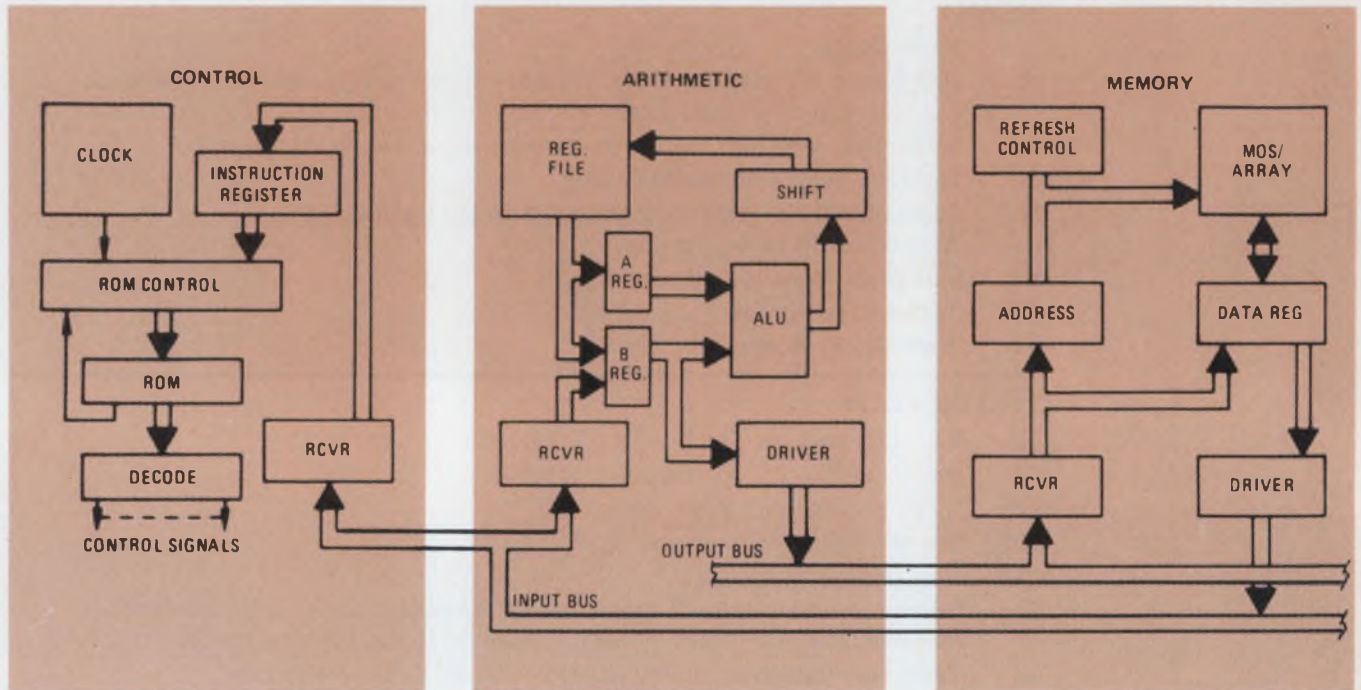 CONTROL
CLOCK
INSTRUCTION
REGISTER
ROM CONTROL
ROM
DECODE
CONTROL SIGNALS
RCVR
ARITHMETIC
REG.
FILE
SHIFT
A
REG.
B
REG.
ALU
RCVR
DRIVER
OUTPUT BUS
INPUT BUS
MEMORY
REFRESH
CONTROL
MOS/
ARRAY
ADDRESS
DATA REG
RCVR
DRIVER